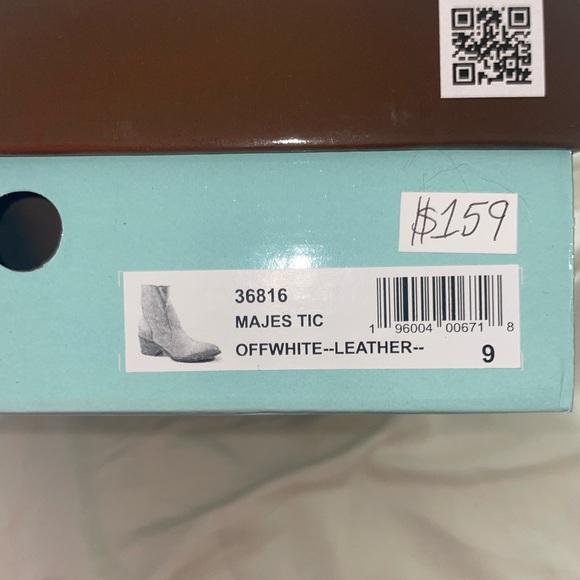 $159
36816
MAJES TIC
OFFWHITE--LEATHER--
1 96004 00671 8
9